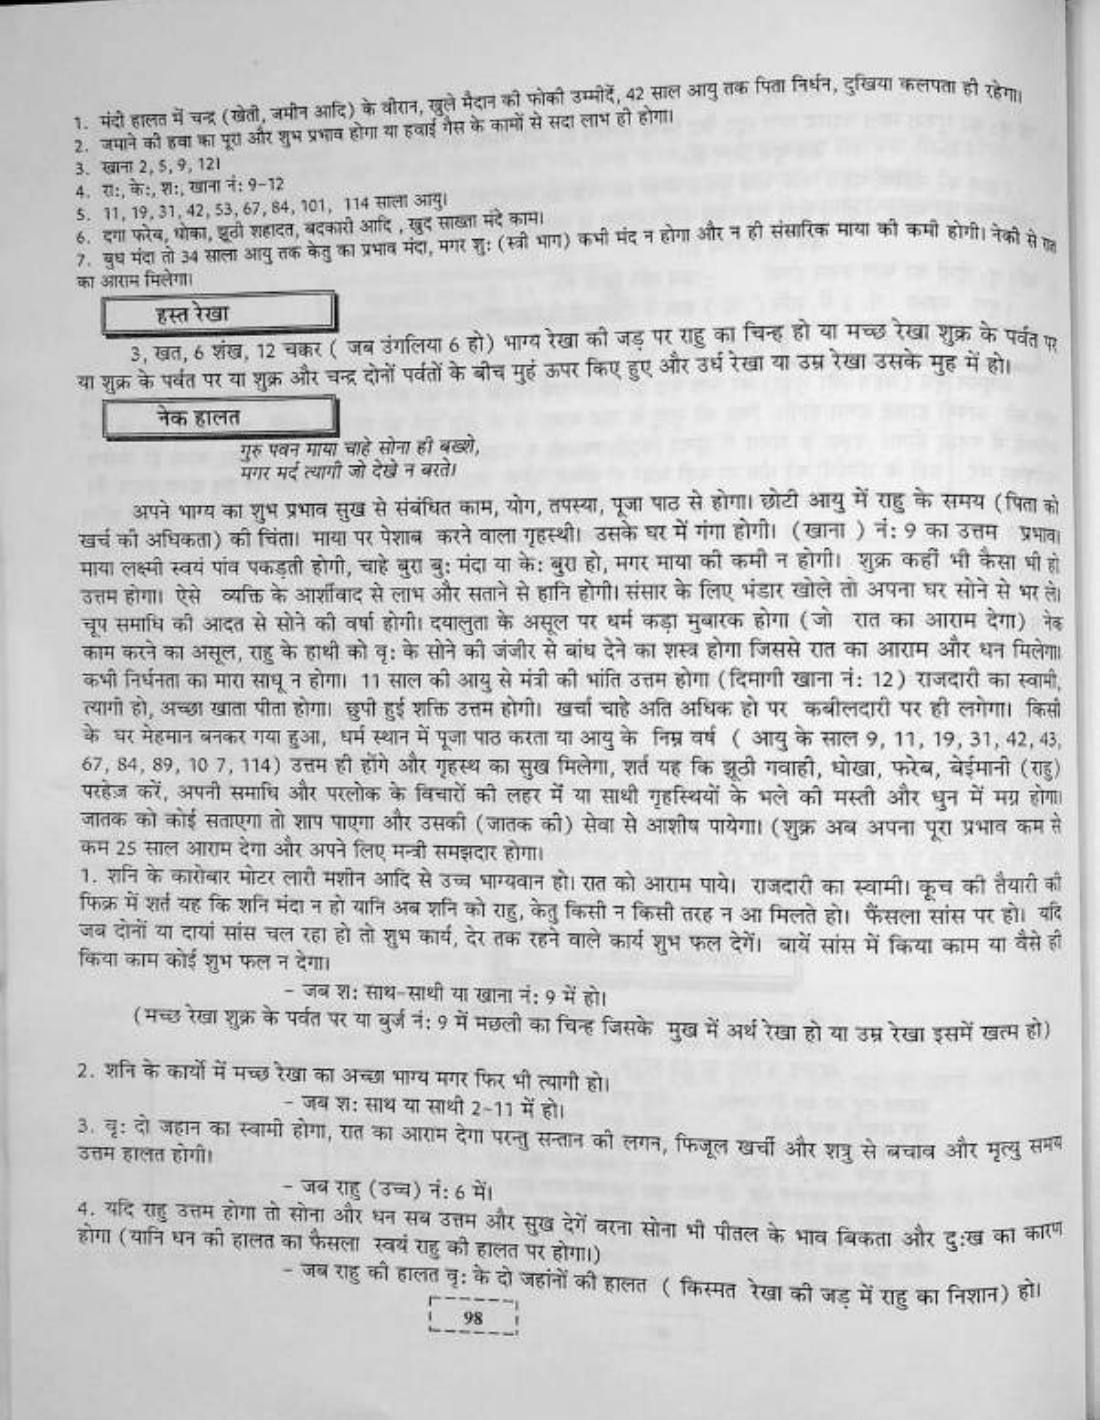 1. मंदी हालत में चन्द्र (खेती, जमीन आदि) के वीरान, खुले मैदान की फोकी उम्मीदें, 42 साल आयु तक पिता निर्धन, दुखिया कलपता ही रहेगा।
2. जमाने की हवा का पूरा और शुभ प्रभाव होगा या हवाई गैस के कामों से सदा लाभ ही होगा।
3. खाना 2, 5, 9, 12।
4. रा:, के:, श:, खाना नं: 9-12
5. 11, 19, 31, 42, 53, 67, 84, 101, 114 साला आयु।
6. दगा फरेब, धोका, झूठी शहादत, बदकारी आदि , खुद साख्ता मंदे काम।
7. बुध मंदा तो 34 साला आयु तक केतु का प्रभाव मंदा, मगर शु: (स्त्री भाग) कभी मंद न होगा और न ही संसारिक माया की कमी होगी। नेकी से रात
का आराम मिलेगा।
हस्त रेखा
3, खत, 6 शंख, 12 चक्कर ( जब उंगलिया 6 हो) भाग्य रेखा की जड़ पर राहु का चिन्ह हो या मच्छ रेखा शुक्र के पर्वत पर
या शुक्र के पर्वत पर या शुक्र और चन्द्र दोनों पर्वतों के बीच मुहं ऊपर किए हुए और उर्ध रेखा या उम्र रेखा उसके मुह में हो।
नेक हालत
गुरु पवन माया चाहे सोना ही बख्शे,
मगर मर्द त्यागी जो देखे न बरते।
अपने भाग्य का शुभ प्रभाव सुख से संबंधित काम, योग, तपस्या, पूजा पाठ से होगा। छोटी आयु में राहु के समय (पिता को
खर्च की अधिकता) की चिंता। माया पर पेशाब करने वाला गृहस्थी। उसके घर में गंगा होगी। (खाना ) नं: 9 का उत्तम प्रभाव।
माया लक्ष्मी स्वयं पांव पकड़ती होगी, चाहे बुरा बु: मंदा या के: बुरा हो, मगर माया की कमी न होगी। शुक्र कहीं भी कैसा भी हो
उत्तम होगा। ऐसे व्यक्ति के आर्शीवाद से लाभ और सताने से हानि होगी। संसार के लिए भंडार खोले तो अपना घर सोने से भर ले।
चूप समाधि की आदत से सोने की वर्षा होगी। दयालुता के असूल पर धर्म कड़ा मुबारक होगा (जो रात का आराम देगा) नेक
काम करने का असूल, राहु के हाथी को वृ: के सोने की जंजीर से बांध देने का शस्त्र होगा जिससे रात का आराम और धन मिलेगा।
कभी निर्धनता का मारा साधू न होगा। 11 साल की आयु से मंत्री की भांति उत्तम होगा (दिमागी खाना नं: 12) राजदारी का स्वामी,
त्यागी हो, अच्छा खाता पीता होगा। छुपी हुई शक्ति उत्तम होगी। खर्चा चाहे अति अधिक हो पर कबीलदारी पर ही लगेगा। किसी
के घर मेहमान बनकर गया हुआ, धर्म स्थान में पूजा पाठ करता या आयु के निम्न वर्ष ( आयु के साल 9, 11, 19, 31, 42, 43,
67, 84, 89, 10 7, 114) उत्तम ही होंगे और गृहस्थ का सुख मिलेगा, शर्त यह कि झूठी गवाही, धोखा, फरेब, बेईमानी (राहु)
परहेज़ करें, अपनी समाधि और परलोक के विचारों की लहर में या साथी गृहस्थियों के भले की मस्ती और धुन में मग्न होगा।
जातक को कोई सताएगा तो शाप पाएगा और उसकी (जातक की) सेवा से आशीष पायेगा। (शुक्र अब अपना पूरा प्रभाव कम से
कम 25 साल आराम देगा और अपने लिए मन्त्री समझदार होगा।
1. शनि के कारोबार मोटर लारी मशीन आदि से उच्च भाग्यवान हो। रात को आराम पाये। राजदारी का स्वामी। कूच की तैयारी की
फिक्र में शर्त यह कि शनि मंदा न हो यानि अब शनि को राहु, केतु किसी न किसी तरह न आ मिलते हो। फैंसला सांस पर हो। यदि
जब दोनों या दायां सांस चल रहा हो तो शुभ कार्य, देर तक रहने वाले कार्य शुभ फल देगें। बायें सांस में किया काम या वैसे ही
किया काम कोई शुभ फल न देगा।
- जब श: साथ-साथी या खाना नं: 9 में हो।
(मच्छ रेखा शुक्र के पर्वत पर या बुर्ज नं: 9 में मछली का चिन्ह जिसके मुख में अर्थ रेखा हो या उम्र रेखा इसमें खत्म हो)
2. शनि के कार्यो में मच्छ रेखा का अच्छा भाग्य मगर फिर भी त्यागी हो।
- जब श: साथ या साथी 2-11 में हो।
3. वृ: दो जहान का स्वामी होगा, रात का आराम देगा परन्तु सन्तान की लगन, फिजूल खर्ची और शत्रु से बचाव और मृत्यु समय
उत्तम हालत होगी।
- जब राहु (उच्च) नं: 6 में।
4. यदि राहु उत्तम होगा तो सोना और धन सब उत्तम और सुख देगें वरना सोना भी पीतल के भाव बिकता और दु:ख का कारण
होगा (यानि धन की हालत का फैसला स्वयं राहु की हालत पर होगा।)
- जब राहु की हालत वृ: के दो जहांनों की हालत ( किस्मत रेखा की जड़ में राहु का निशान) हो।
98